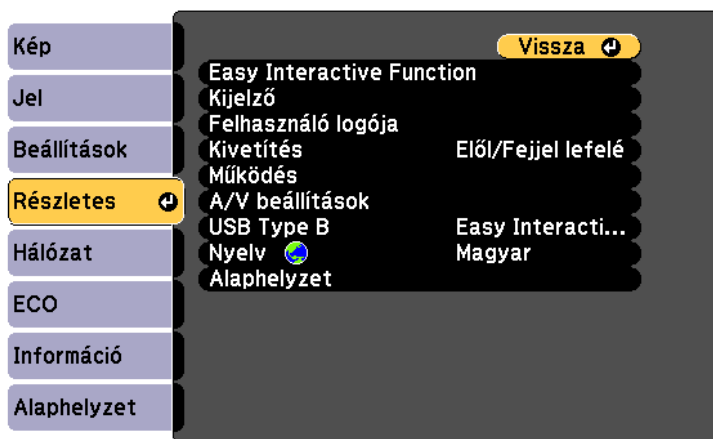 Kép
Jel
Beállítások
Részletes
Hálózat
ECO
Információ
Alaphelyzet
Vissza
Easy Interactive Function
Kijelző
Felhasználó logója
Kivetítés Elől/Fejjel lefelé
Működés
A/V beállítások
USB Type B Easy Interacti...
Nyelv Magyar
Alaphelyzet